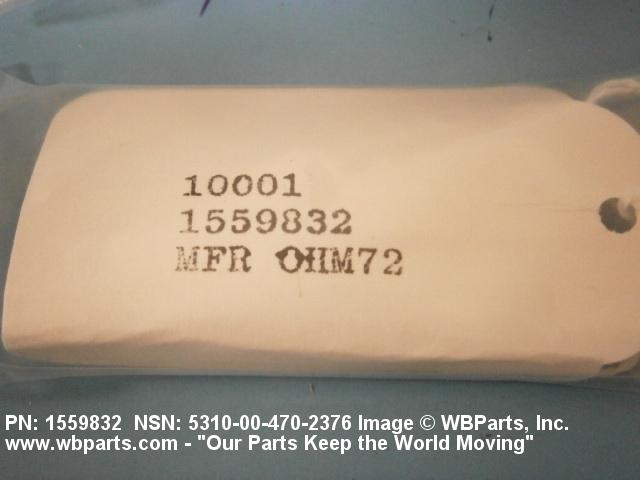 10001
1559832
MFR OHM72
PN: 1559832 NSN: 5310-00-470-2376 Image © WBParts, Inc.
www.wbparts.com - "Our Parts Keep the World Moving"